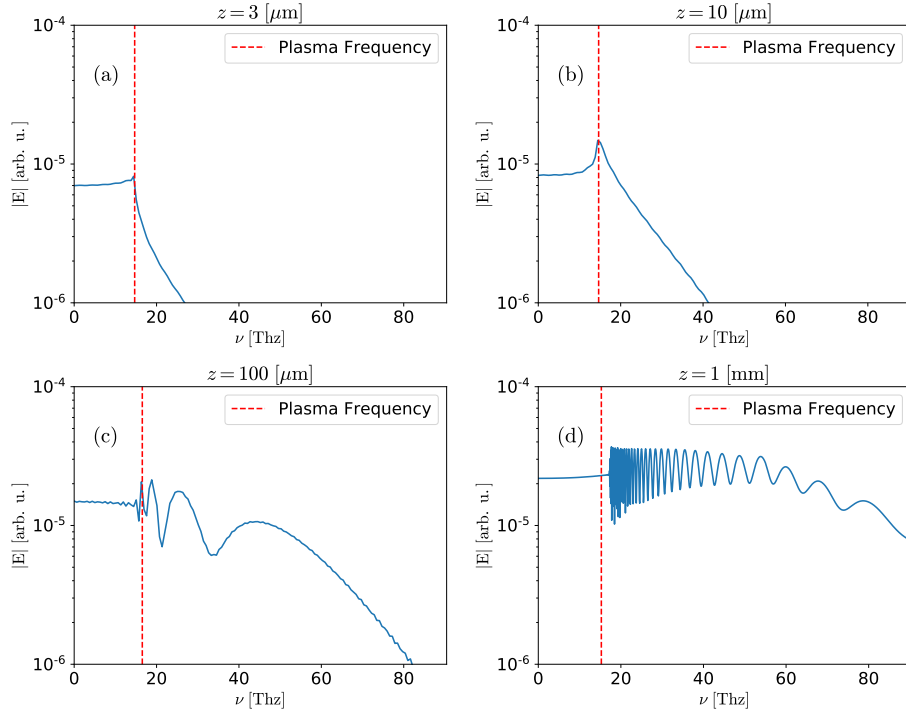 z = 3 [μm]
10⁻⁴
Plasma Frequency
(a)
|E| [arb. u.]
10⁻⁵
10⁻⁶
0 20 40 60 80
ν [Thz]
z = 10 [μm]
10⁻⁴
Plasma Frequency
(b)
|E| [arb. u.]
10⁻⁵
10⁻⁶
0 20 40 60 80
ν [Thz]
z = 100 [μm]
10⁻⁴
Plasma Frequency
(c)
|E| [arb. u.]
10⁻⁵
10⁻⁶
0 20 40 60 80
ν [Thz]
z = 1 [mm]
10⁻⁴
Plasma Frequency
(d)
|E| [arb. u.]
10⁻⁵
10⁻⁶
0 20 40 60 80
ν [Thz]